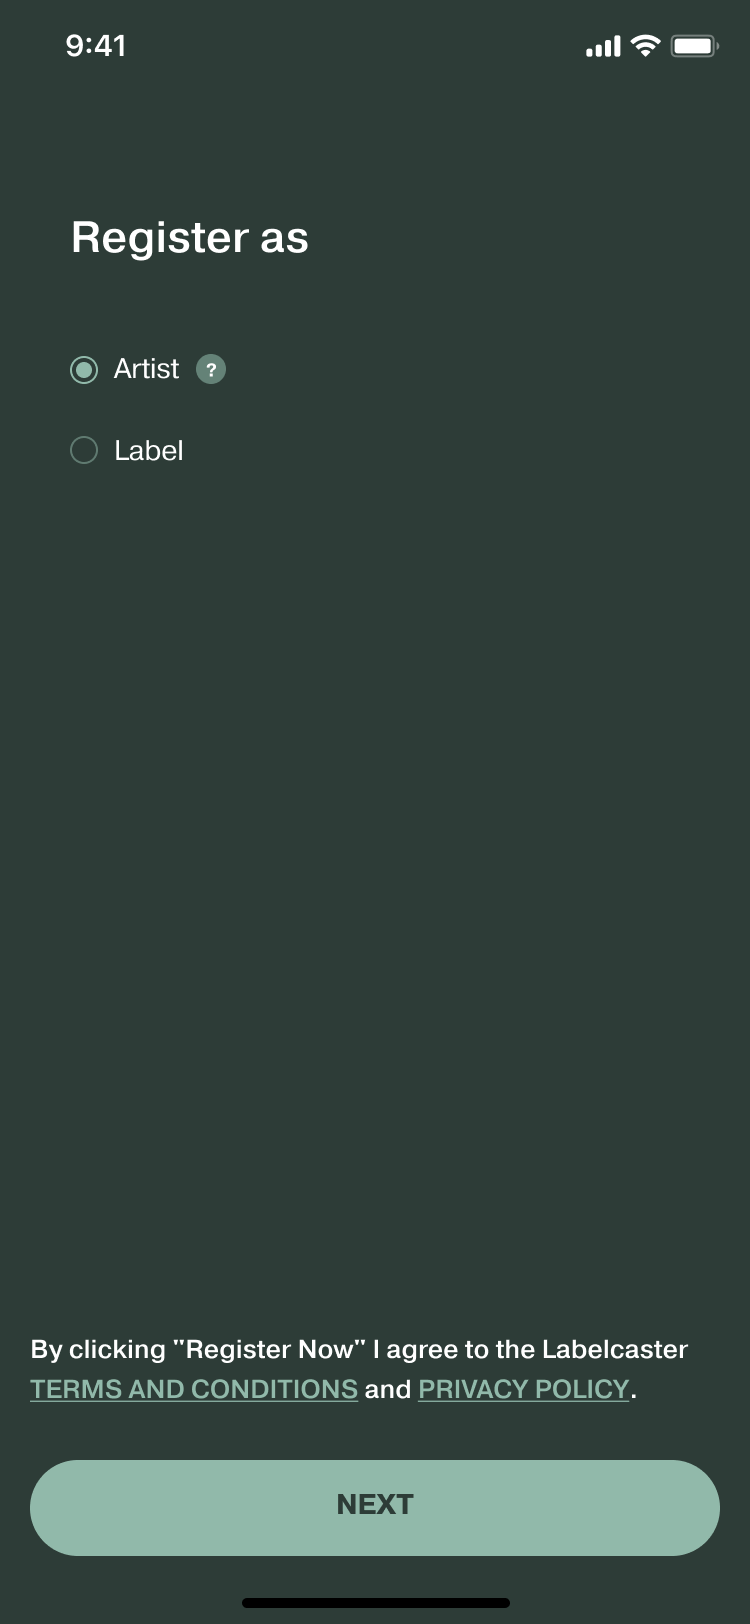 9:41
Register as
Artist ?
Label
By clicking "Register Now" I agree to the Labelcaster
TERMS AND CONDITIONS and PRIVACY POLICY.
NEXT